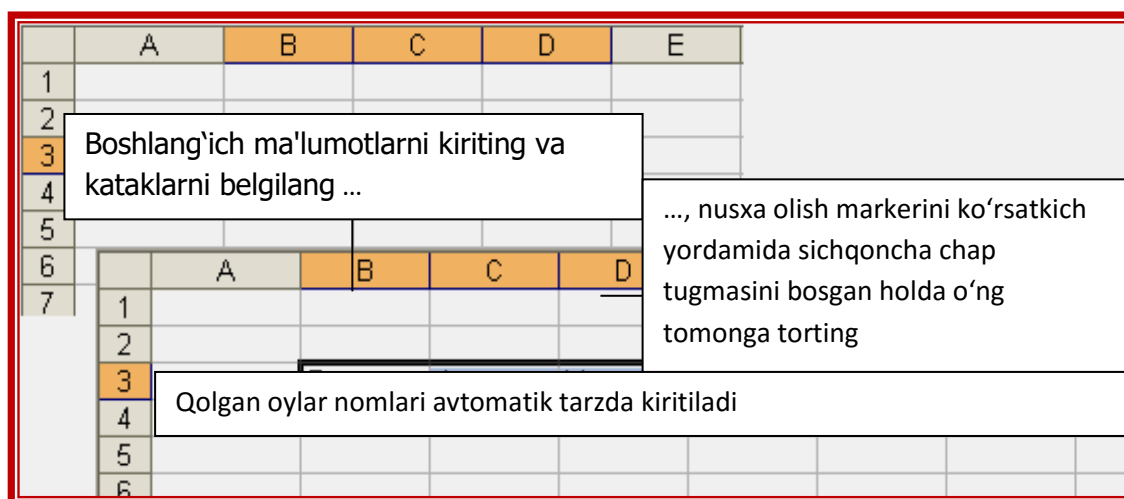 A B C D E
1
2
3
4
5
6
7
Boshlang‘ich ma'lumotlarni kiriting va
kataklarni belgilang …
…, nusxa olish markerini ko‘rsatkich
yordamida sichqoncha chap
tugmasini bosgan holda o‘ng
tomonga torting
A B C D
1
2
3
4
5
6
Qolgan oylar nomlari avtomatik tarzda kiritiladi